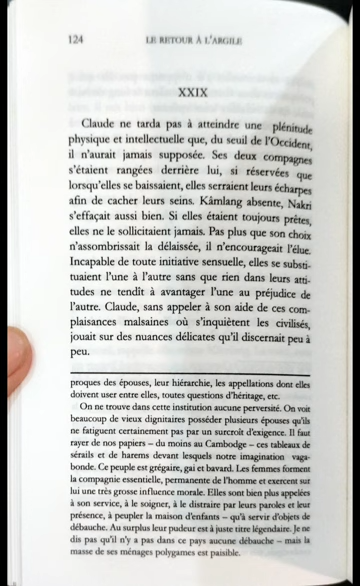 124
LE RETOUR À L'ARGILE
XXIX
Claude ne tarda pas à atteindre une plénitude
physique et intellectuelle que, du seuil de l'Occident,
il n'aurait jamais supposée. Ses deux compagnes
s'étaient rangées derrière lui, si réservées que
lorsqu'elles se baissaient, elles serraient leurs écharpes
afin de cacher leurs seins. Kâmlang absente, Nakri
s'effaçait aussi bien. Si elles étaient toujours prêtes,
elles ne le sollicitaient jamais. Pas plus que son choix
n'assombrissait la délaissée, il n'encourageait l'élue.
Incapable de toute initiative sensuelle, elles se substi-
tuaient l'une à l'autre sans que rien dans leurs atti-
tudes ne tendît à avantager l'une au préjudice de
l'autre. Claude, sans appeler à son aide de ces com-
plaisances malsaines où s'inquiètent les civilisés,
jouait sur des nuances délicates qu'il discernait peu à
peu.
proques des épouses, leur hiérarchie, les appellations dont elles
doivent user entre elles, toutes questions d'héritage, etc.
On ne trouve dans cette institution aucune perversité. On voit
beaucoup de vieux dignitaires posséder plusieurs épouses qu'ils
ne fatiguent certainement pas par un surcroît d'exigence. Il faut
rayer de nos papiers – du moins au Cambodge – ces tableaux de
sérails et de harems devant lesquels notre imagination vaga-
bonde. Ce peuple est grégaire, gai et bavard. Les femmes forment
la compagnie essentielle, permanente de l'homme et exercent sur
lui une très grosse influence morale. Elles sont bien plus appelées
à son service, à le soigner, à le distraire par leurs paroles et leur
présence, à peupler la maison d'enfants – qu'à servir d'objets de
débauche. Au surplus leur pudeur est à juste titre légendaire. Je ne
dis pas qu'il n'y a pas dans ce pays aucune débauche – mais la
masse de ses ménages polygames est paisible.